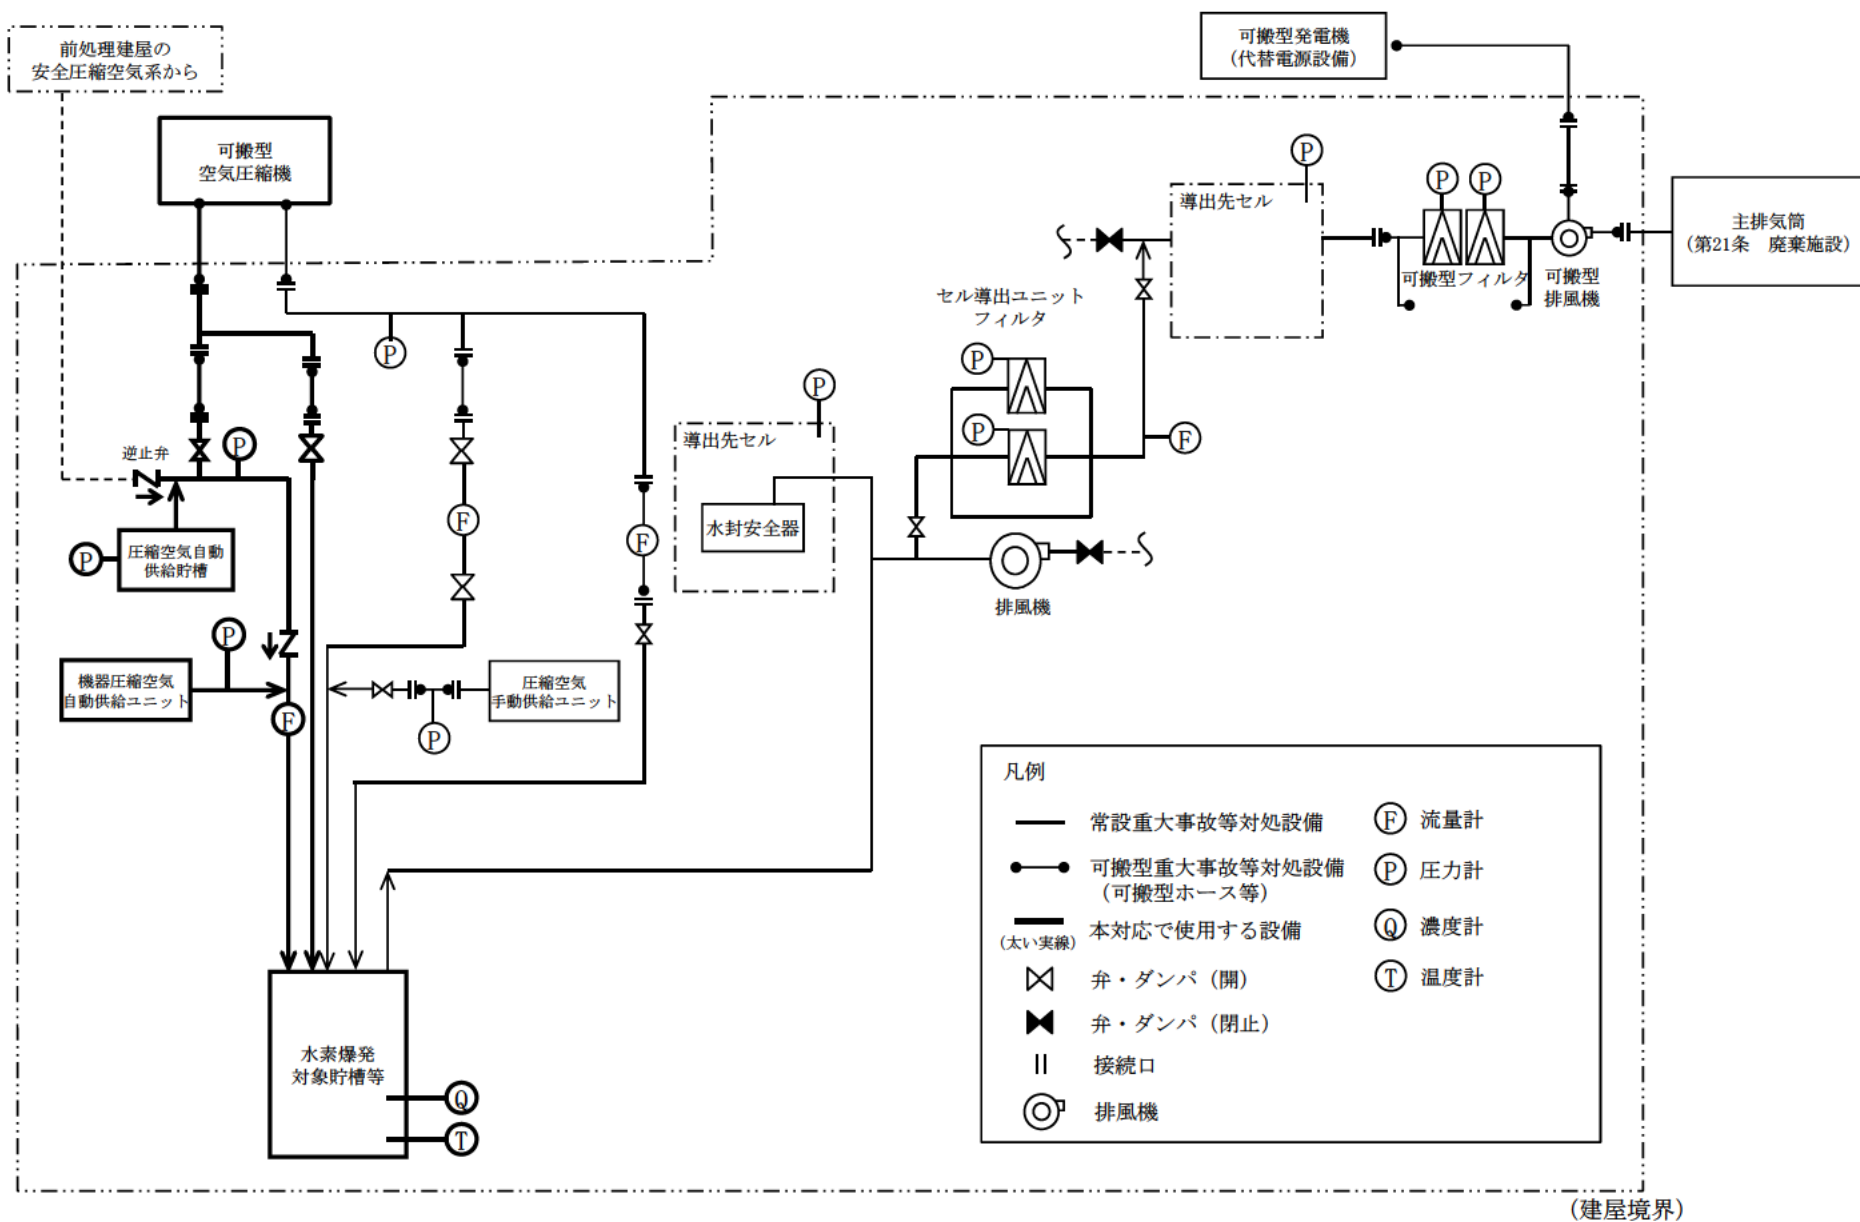 前処理建屋の
安全圧縮空気系から
可搬型発電機
（代替電源設備）
可搬型
空気圧縮機
P
導出先セル
P
P
主排気筒
（第21条　廃棄施設）
可搬型フィルタ
可搬型
排風機
セル導出ユニット
フィルタ
P
P
F
P
P
導出先セル
水封安全器
排風機
逆止弁
P
P
圧縮空気自動
供給貯槽
F
F
P
機器圧縮空気
自動供給ユニット
F
圧縮空気
手動供給ユニット
P
水素爆発
対象貯槽等
Q
T
凡例
常設重大事故等対処設備
可搬型重大事故等対処設備
（可搬型ホース等）
(太い実線)
本対応で使用する設備
弁・ダンパ（開）
弁・ダンパ（閉止）
接続口
排風機
F 流量計
P 圧力計
Q 濃度計
T 温度計
（建屋境界）